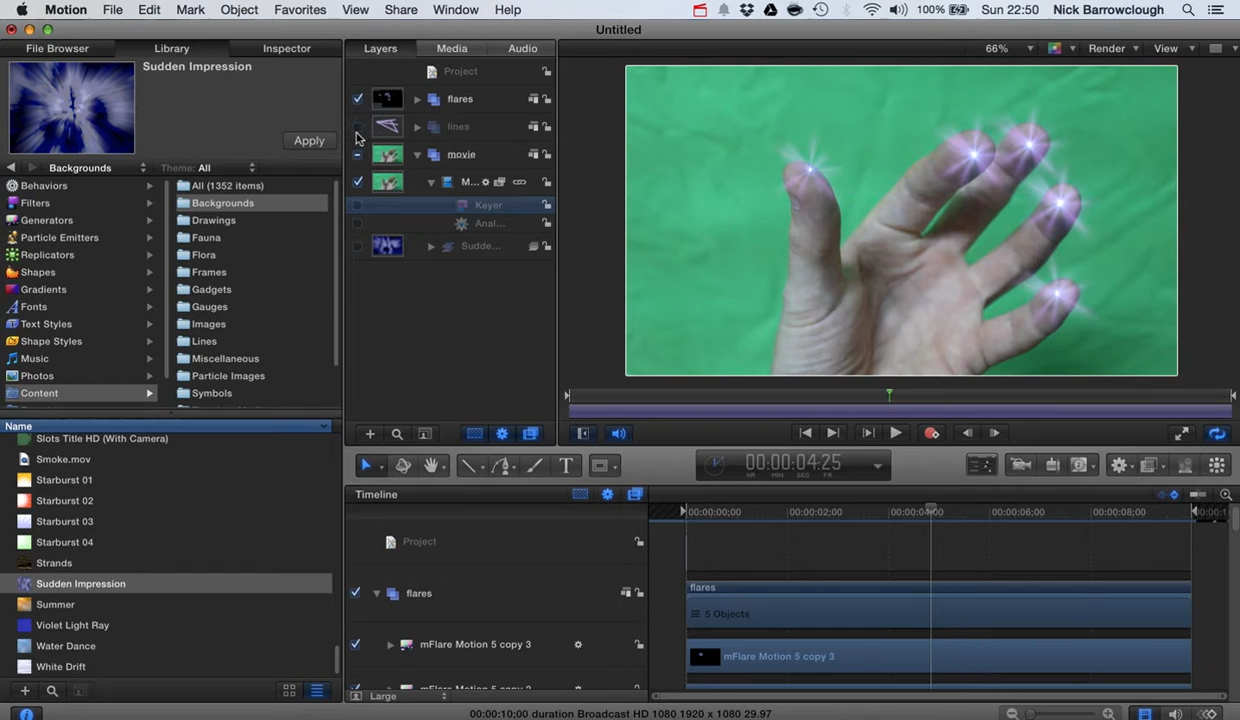 Motion File Edit Mark Object Favorites View Share Window Help 100% Sun 22:50 Nick Barrowclough
Untitled
File Browser Library Inspector Layers Media Audio 66% Render View
Sudden Impression
Project
flares
lines
movie
M...
Keyer
Anal...
Sudde...
Apply
Backgrounds Theme: All
Behaviors
Filters
Generators
Particle Emitters
Replicators
Shapes
Gradients
Fonts
Text Styles
Shape Styles
Music
Photos
Content
All (1352 items)
Backgrounds
Drawings
Fauna
Flora
Frames
Gadgets
Gauges
Images
Lines
Miscellaneous
Particle Images
Symbols
Name
Slots Title HD (With Camera)
Smoke.mov
Starburst 01
Starburst 02
Starburst 03
Starburst 04
Strands
Sudden Impression
Summer
Violet Light Ray
Water Dance
White Drift
T
00:00:04:25
HR MIN SEC FR
Timeline
00:00:00;00 00:00:02;00 00:00:06;00 00:00:08;00
Project
flares
flares
5 Objects
mFlare Motion 5 copy 3
mFlare Motion 5 copy 3
Large
00:00:10;00 duration Broadcast HD 1080 1920 x 1080 29.97